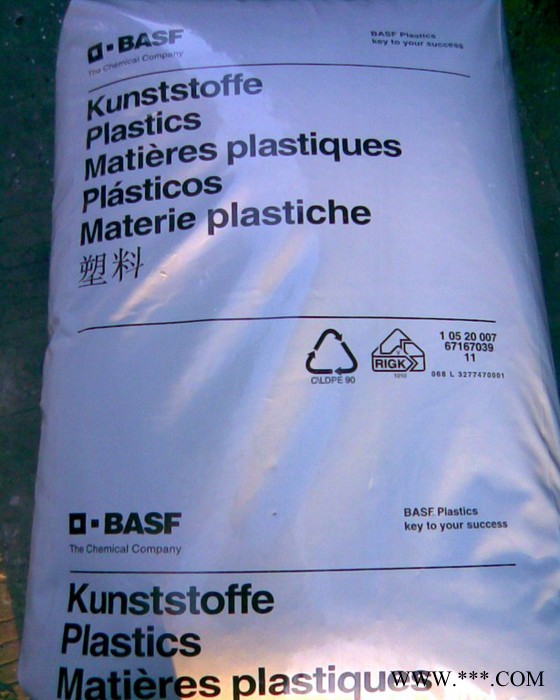 BASF
The Chemical Company
BASF Plastics
key to your success
Kunststoffe
Plastics
Matières plastiques
Plásticos
Materie plastiche
塑料
C\LDPE 90
RIGK
1010
1 05 20 007
67167039
11
068 L 3277470001
BASF
The Chemical Company
BASF Plastics
key to your success
Kunststoffe
Plastics
Matières plastiques
WWW.***.COM